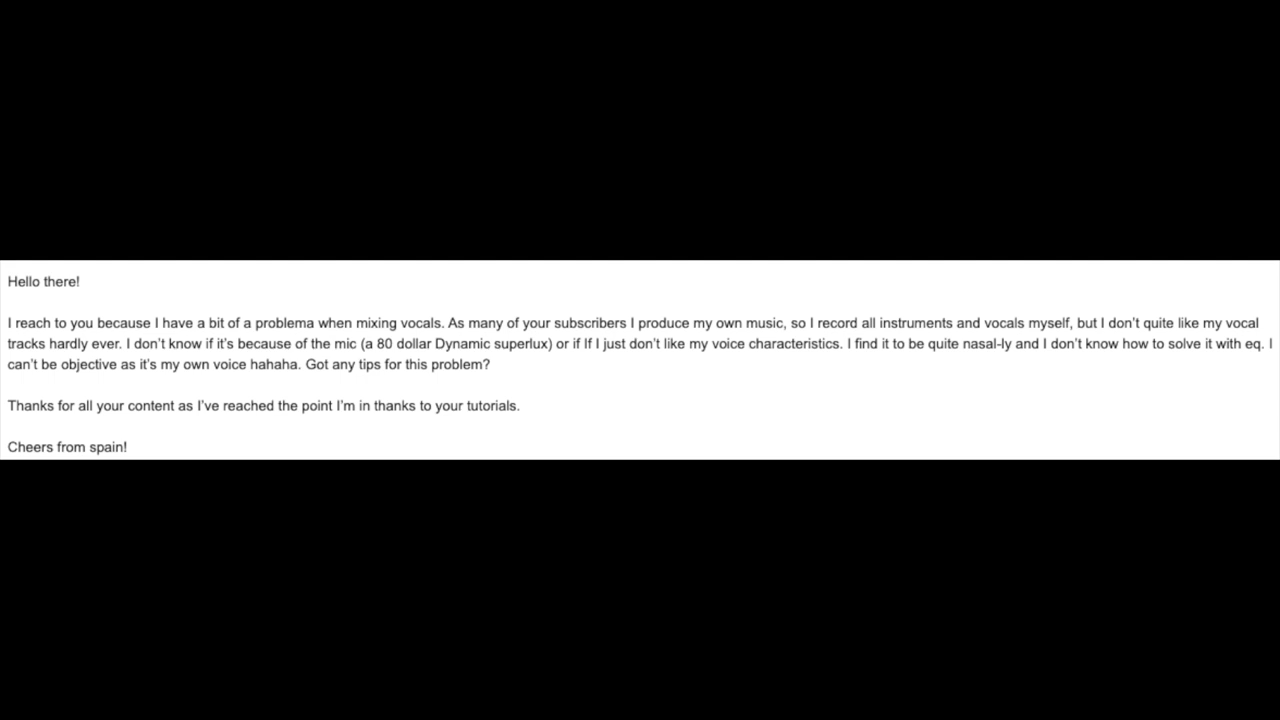 Hello there!
I reach to you because I have a bit of a problema when mixing vocals. As many of your subscribers I produce my own music, so I record all instruments and vocals myself, but I don't quite like my vocal
tracks hardly ever. I don't know if it's because of the mic (a 80 dollar Dynamic superlux) or if If I just don't like my voice characteristics. I find it to be quite nasal-ly and I don't know how to solve it with eq. I
can't be objective as it's my own voice hahaha. Got any tips for this problem?
Thanks for all your content as I've reached the point I'm in thanks to your tutorials.
Cheers from spain!